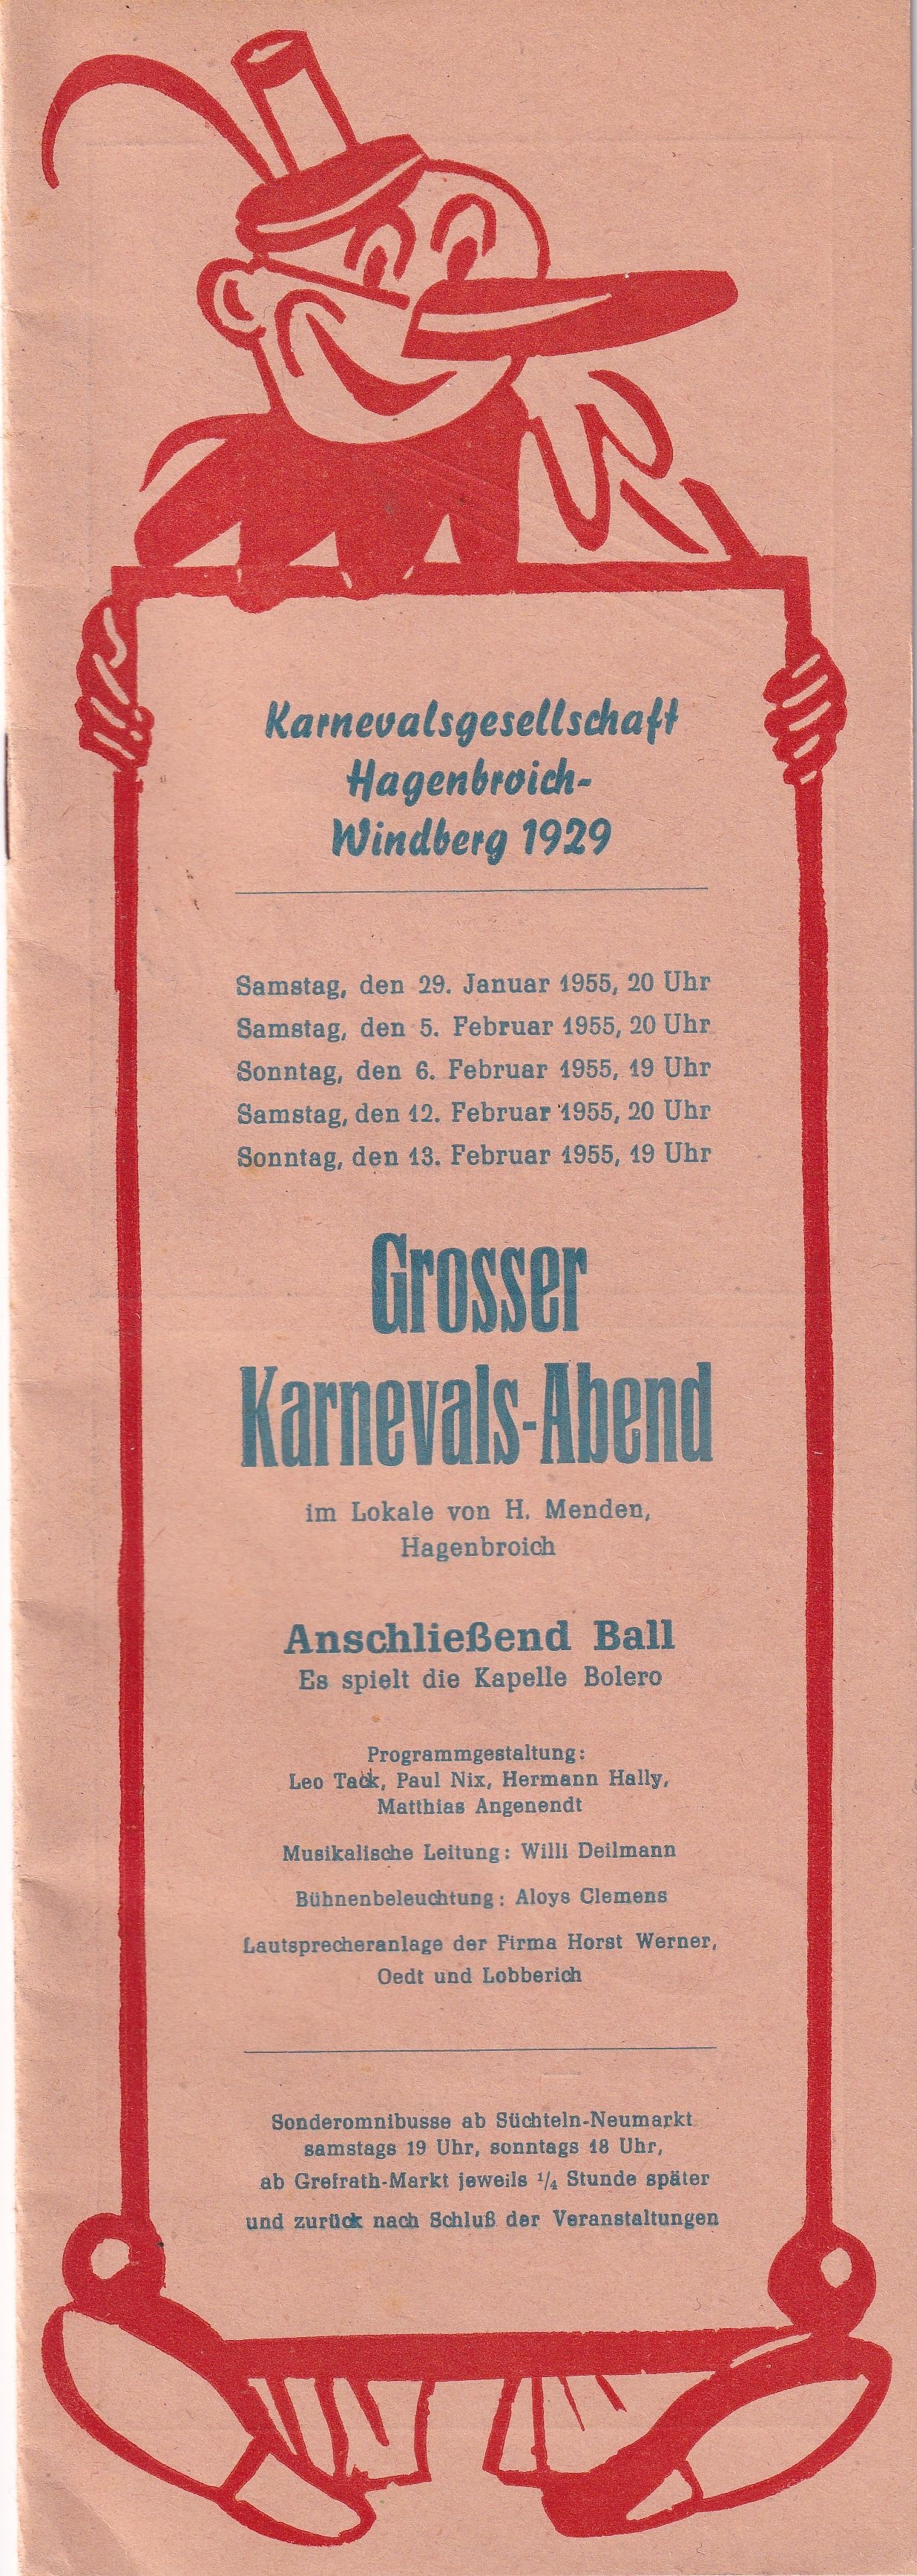 Karnevalsgesellschaft
Hagenbroich-
Windberg 1929
Samstag, den 29. Januar 1955, 20 Uhr
Samstag, den 5. Februar 1955, 20 Uhr
Sonntag, den 6. Februar 1955, 19 Uhr
Samstag, den 12. Februar 1955, 20 Uhr
Sonntag, den 13. Februar 1955, 19 Uhr
Grosser
Karnevals-Abend
im Lokale von H. Menden,
Hagenbroich
Anschließend Ball
Es spielt die Kapelle Bolero
Programmgestaltung:
Leo Tack, Paul Nix, Hermann Hally,
Matthias Angenendt
Musikalische Leitung: Willi Deilmann
Bühnenbeleuchtung: Aloys Clemens
Lautsprecheranlage der Firma Horst Werner,
Oedt und Lobberich
Sonderomnibusse ab Süchteln-Neumarkt
samstags 19 Uhr, sonntags 18 Uhr,
ab Grefrath-Markt jeweils ¼ Stunde später
und zurück nach Schluß der Veranstaltungen